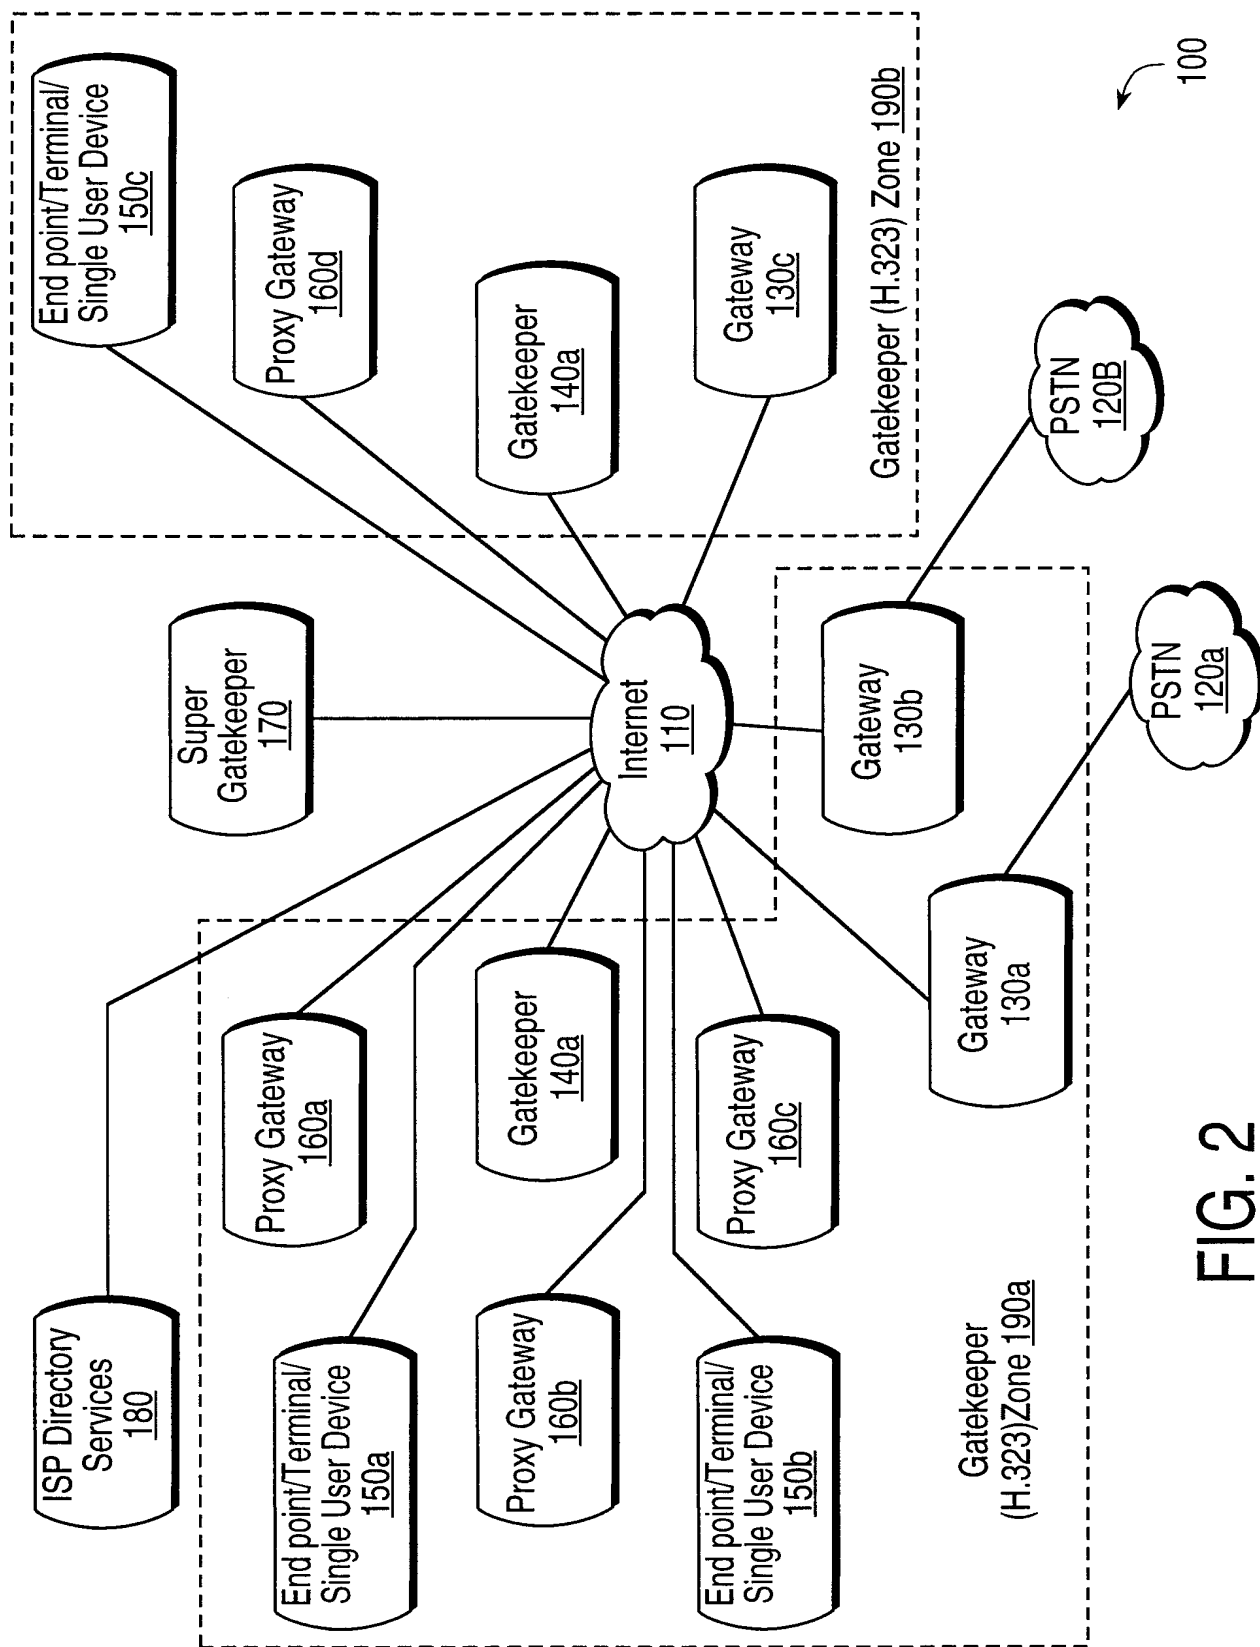 ISP Directory
Services
180
End point/Terminal/
Single User Device
150a
Proxy Gateway
160b
End point/Terminal/
Single User Device
150b
Gatekeeper
(H.323)Zone 190a
Proxy Gateway
160a
Gatekeeper
140a
Proxy Gateway
160c
Gateway
130a
Super
Gatekeeper
170
Internet
110
Gateway
130b
PSTN
120a
End point/Terminal/
Single User Device
150c
Proxy Gateway
160d
Gatekeeper
140a
Gateway
130c
Gatekeeper (H.323) Zone 190b
PSTN
120B
100
FIG. 2